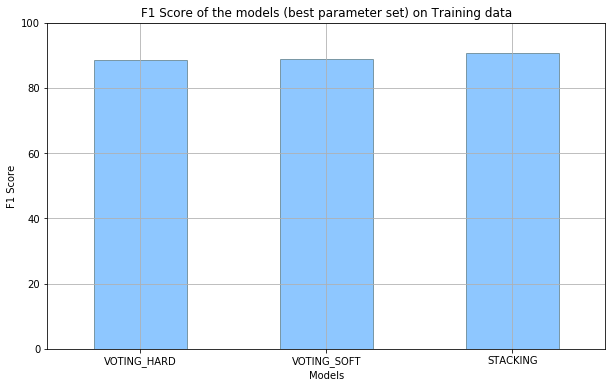 F1 Score of the models (best parameter set) on Training data
100
80
60
40
20
0
F1 Score
VOTING_HARD
VOTING_SOFT
STACKING
Models